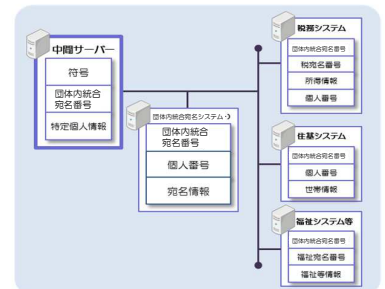 中間サーバー
符号
団体内統合
宛名番号
特定個人情報
団体内統合宛名システム
団体内統合
宛名番号
個人番号
宛名情報
税務システム
団体内統合宛名番号
税宛名番号
所得情報
個人番号
住基システム
団体内統合宛名番号
個人番号
世帯情報
福祉システム等
団体内統合宛名番号
福祉宛名番号
福祉等情報